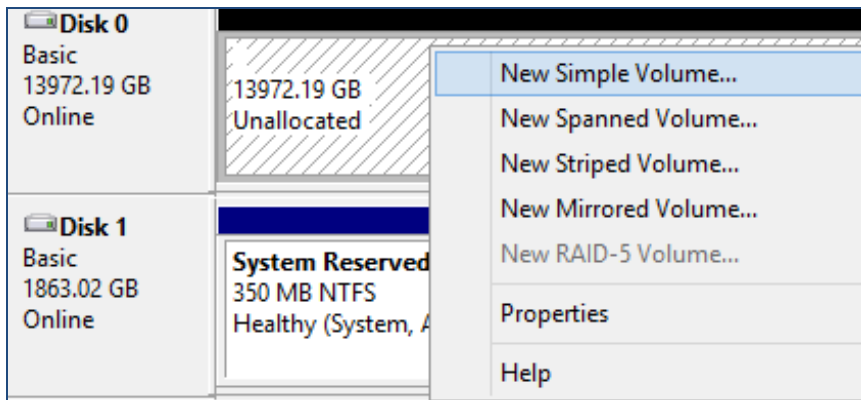 Disk 0
Basic
13972.19 GB
Online
13972.19 GB
Unallocated
New Simple Volume...
New Spanned Volume...
New Striped Volume...
New Mirrored Volume...
New RAID-5 Volume...
Properties
Help
Disk 1
Basic
1863.02 GB
Online
System Reserved
350 MB NTFS
Healthy (System,